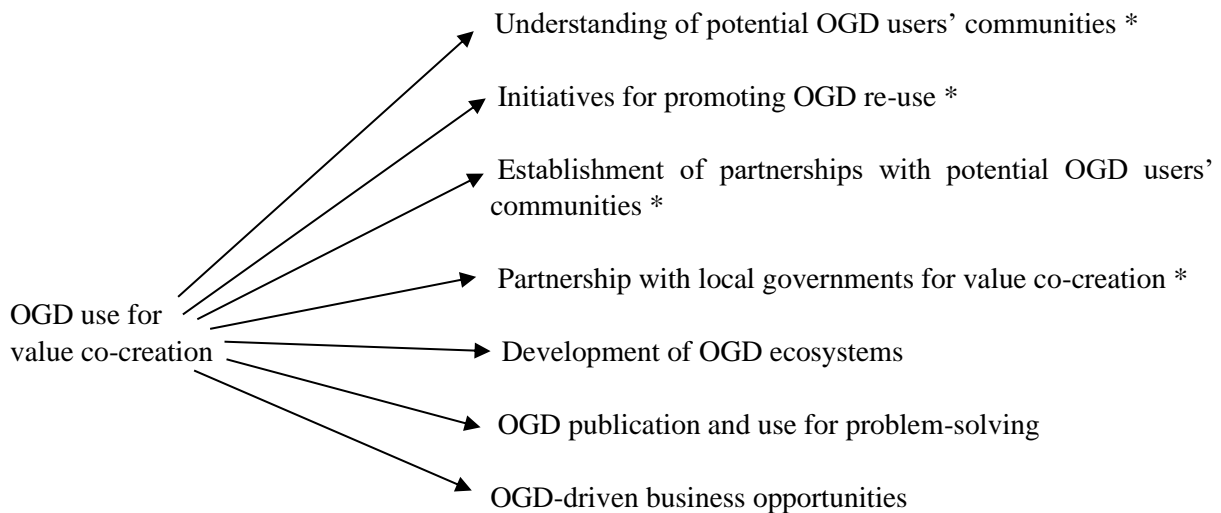 Understanding of potential OGD users’ communities *
Initiatives for promoting OGD re-use *
Establishment of partnerships with potential OGD users’
communities *
Partnership with local governments for value co-creation *
OGD use for
value co-creation
Development of OGD ecosystems
OGD publication and use for problem-solving
OGD-driven business opportunities